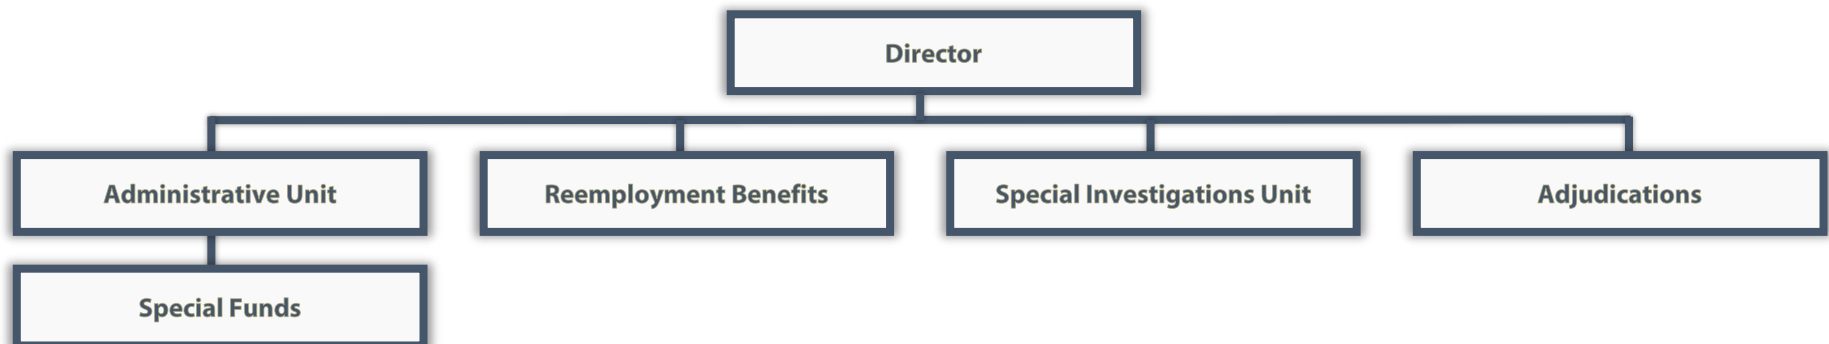 Director
Administrative Unit
Reemployment Benefits
Special Investigations Unit
Adjudications
Special Funds